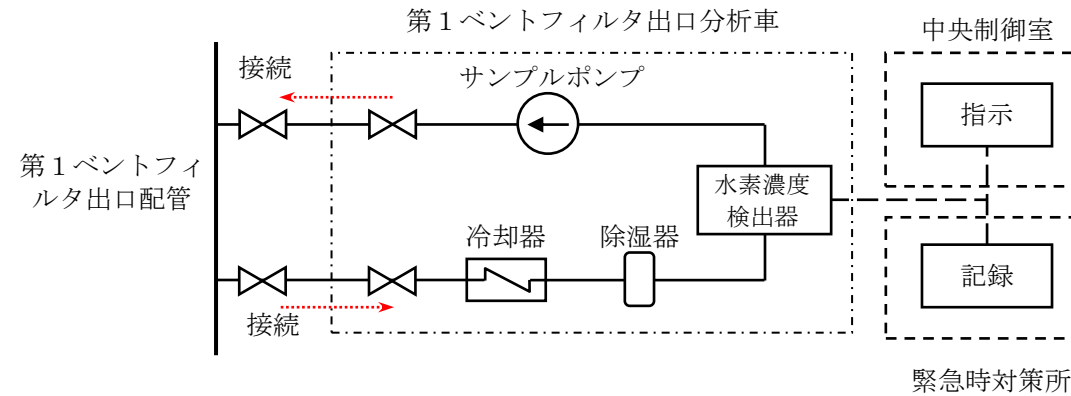 第１ベントフィルタ出口分析車
中央制御室
接続
サンプルポンプ
指示
第１ベントフィ
ルタ出口配管
水素濃度
検出器
冷却器
除湿器
記録
接続
緊急時対策所